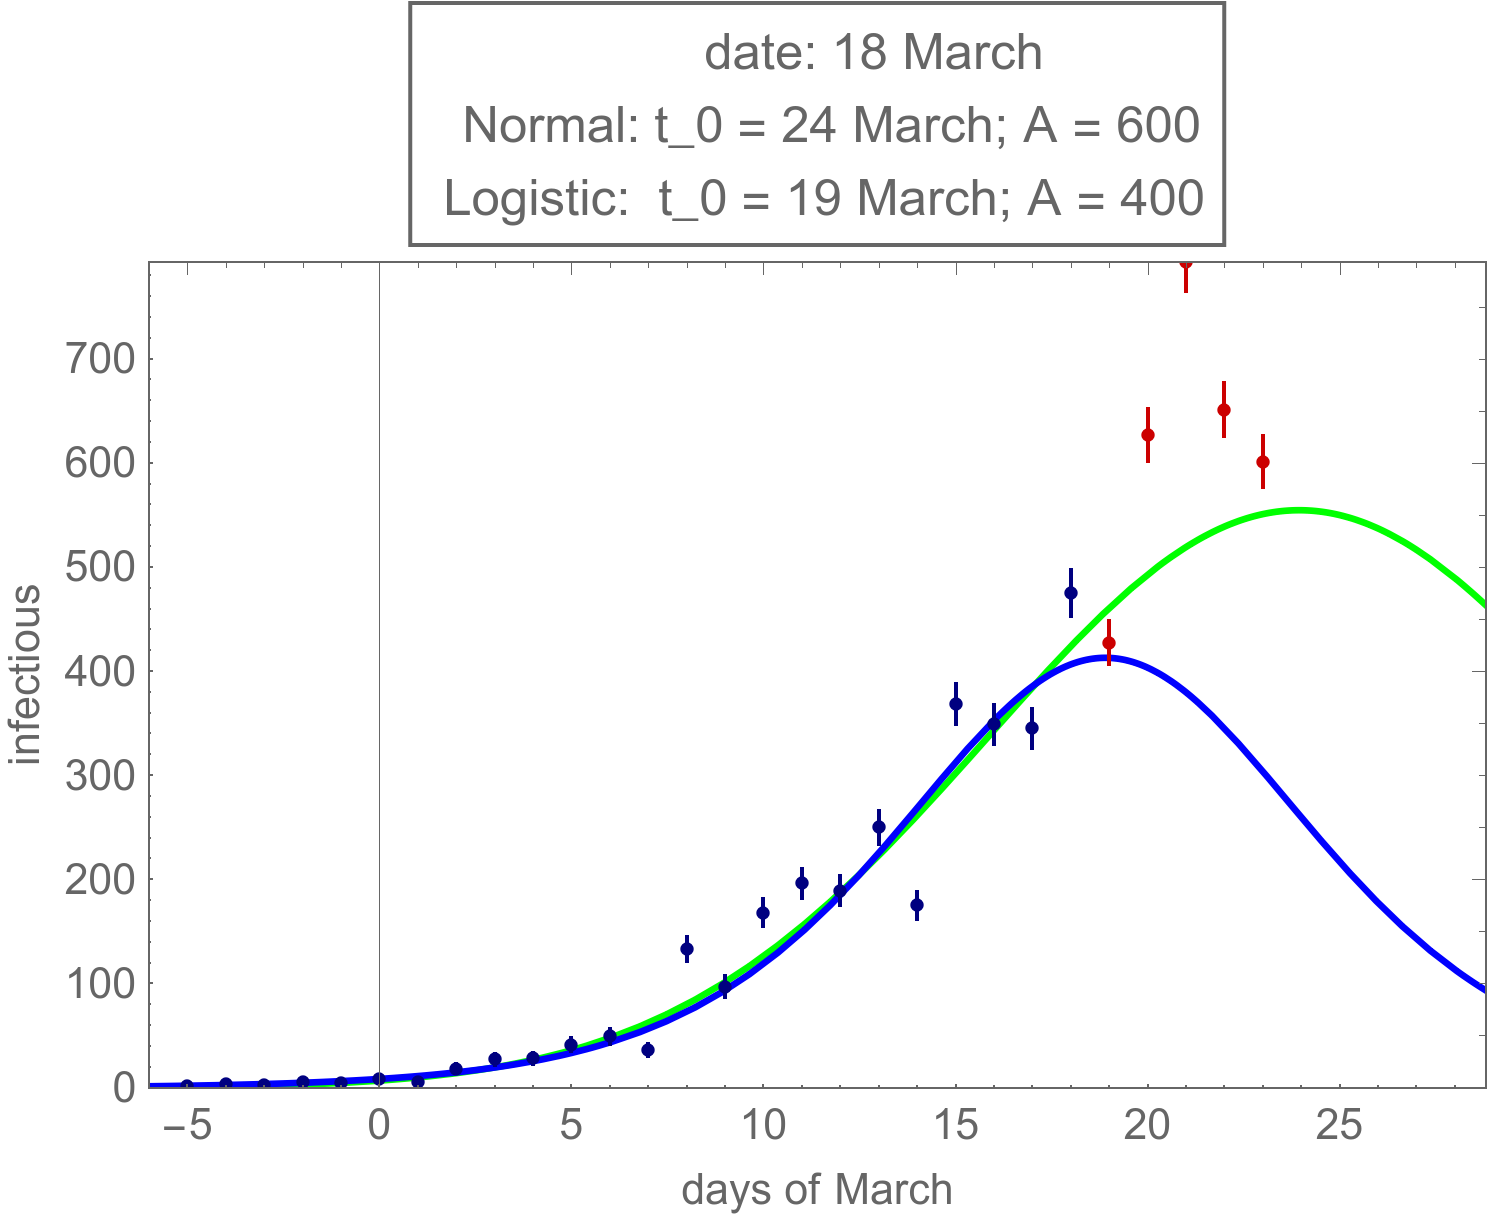 date: 18 March
Normal: t_0 = 24 March; A = 600
Logistic: t_0 = 19 March; A = 400
700
600
500
400
300
200
100
0
infectious
−5 0 5 10 15 20 25
days of March